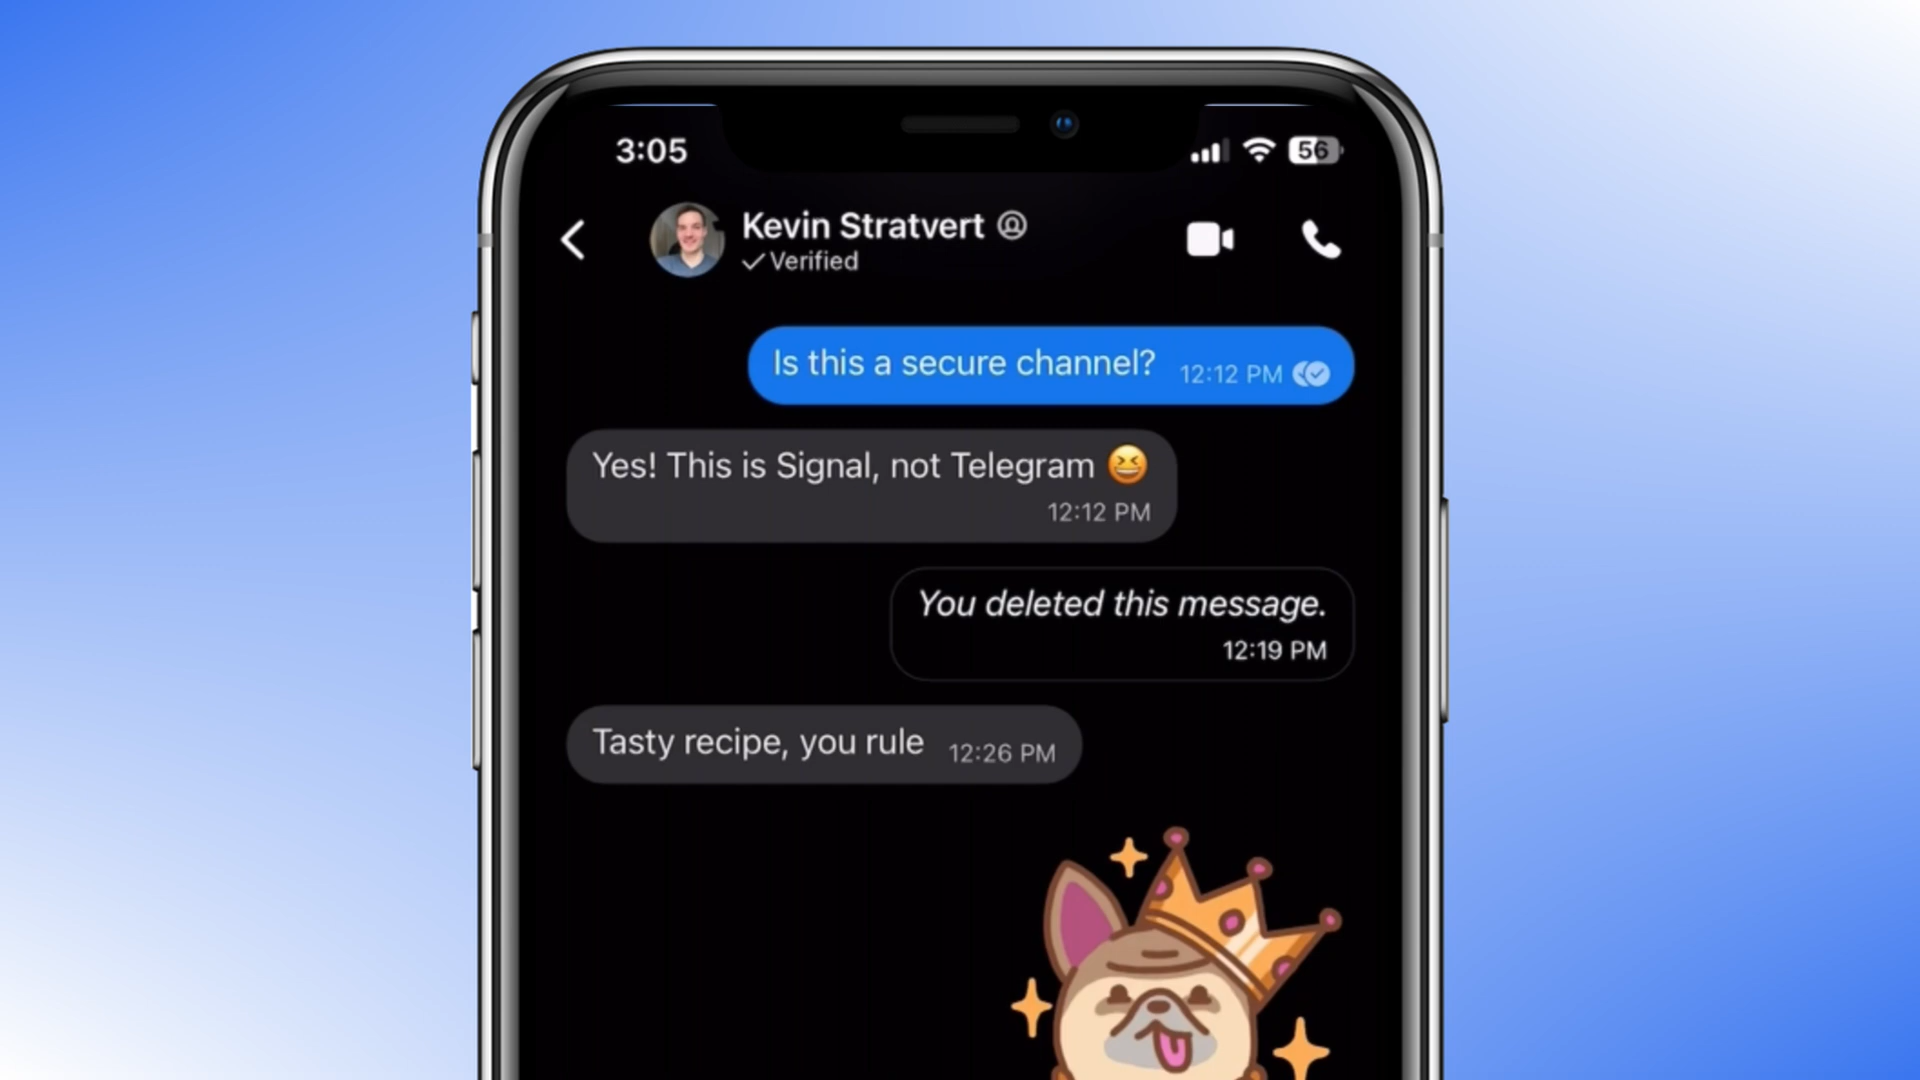 3:05
56
Kevin Stratvert
Verified
Is this a secure channel? 12:12 PM
Yes! This is Signal, not Telegram 😆
12:12 PM
You deleted this message.
12:19 PM
Tasty recipe, you rule 12:26 PM